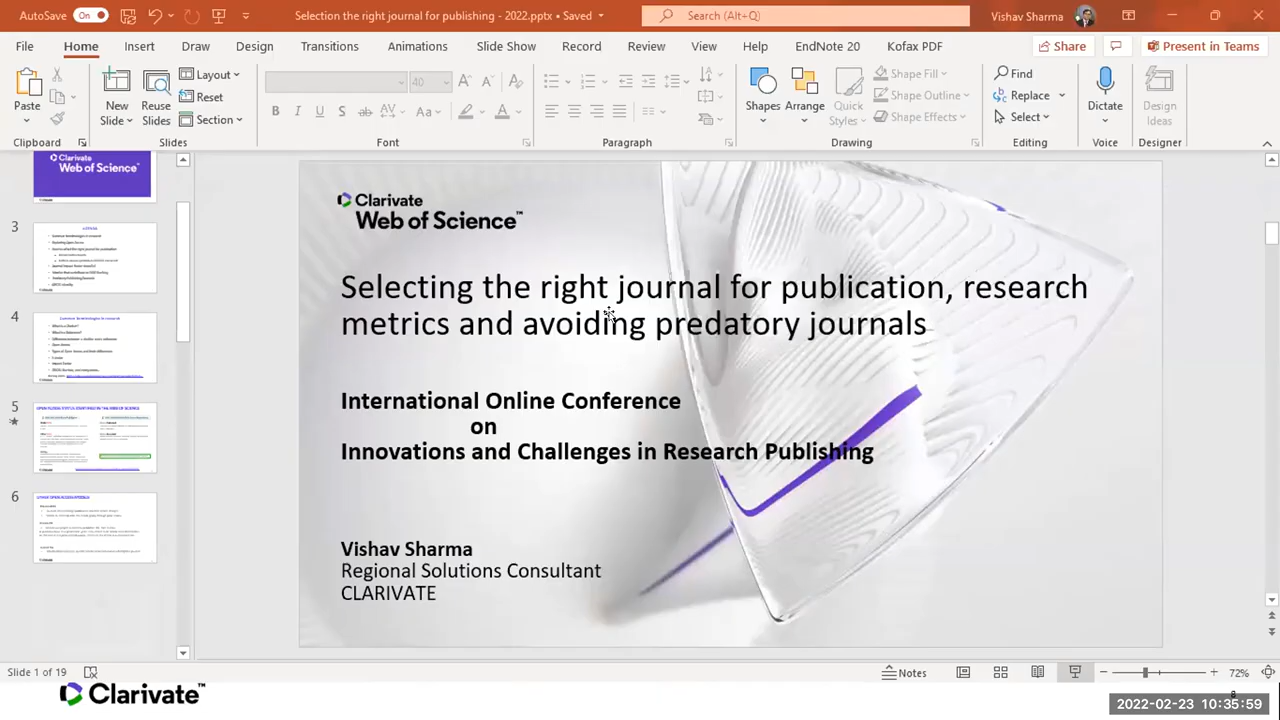 AutoSave On Selection the right journal for publishing - 2022.pptx • Saved Search (Alt+Q) Vishav Sharma
File Home Insert Draw Design Transitions Animations Slide Show Record Review View Help EndNote 20 Kofax PDF Share Present in Teams
Paste New Slide Reuse Slides Layout Reset Section 40 Shapes Arrange Quick Styles Shape Fill Shape Outline Shape Effects Find Replace Select Dictate Design Ideas
Clipboard Slides Font Paragraph Drawing Editing Voice Designer
Clarivate
Web of Science™
3
4
5
6
Clarivate
Web of Science™
Selecting the right journal for publication, research
metrics and avoiding predatory journals
International Online Conference
on
Innovations and Challenges in Research Publishing
Vishav Sharma
Regional Solutions Consultant
CLARIVATE
Slide 1 of 19 Notes 72%
Clarivate™
8
2022-02-23 10:35:59